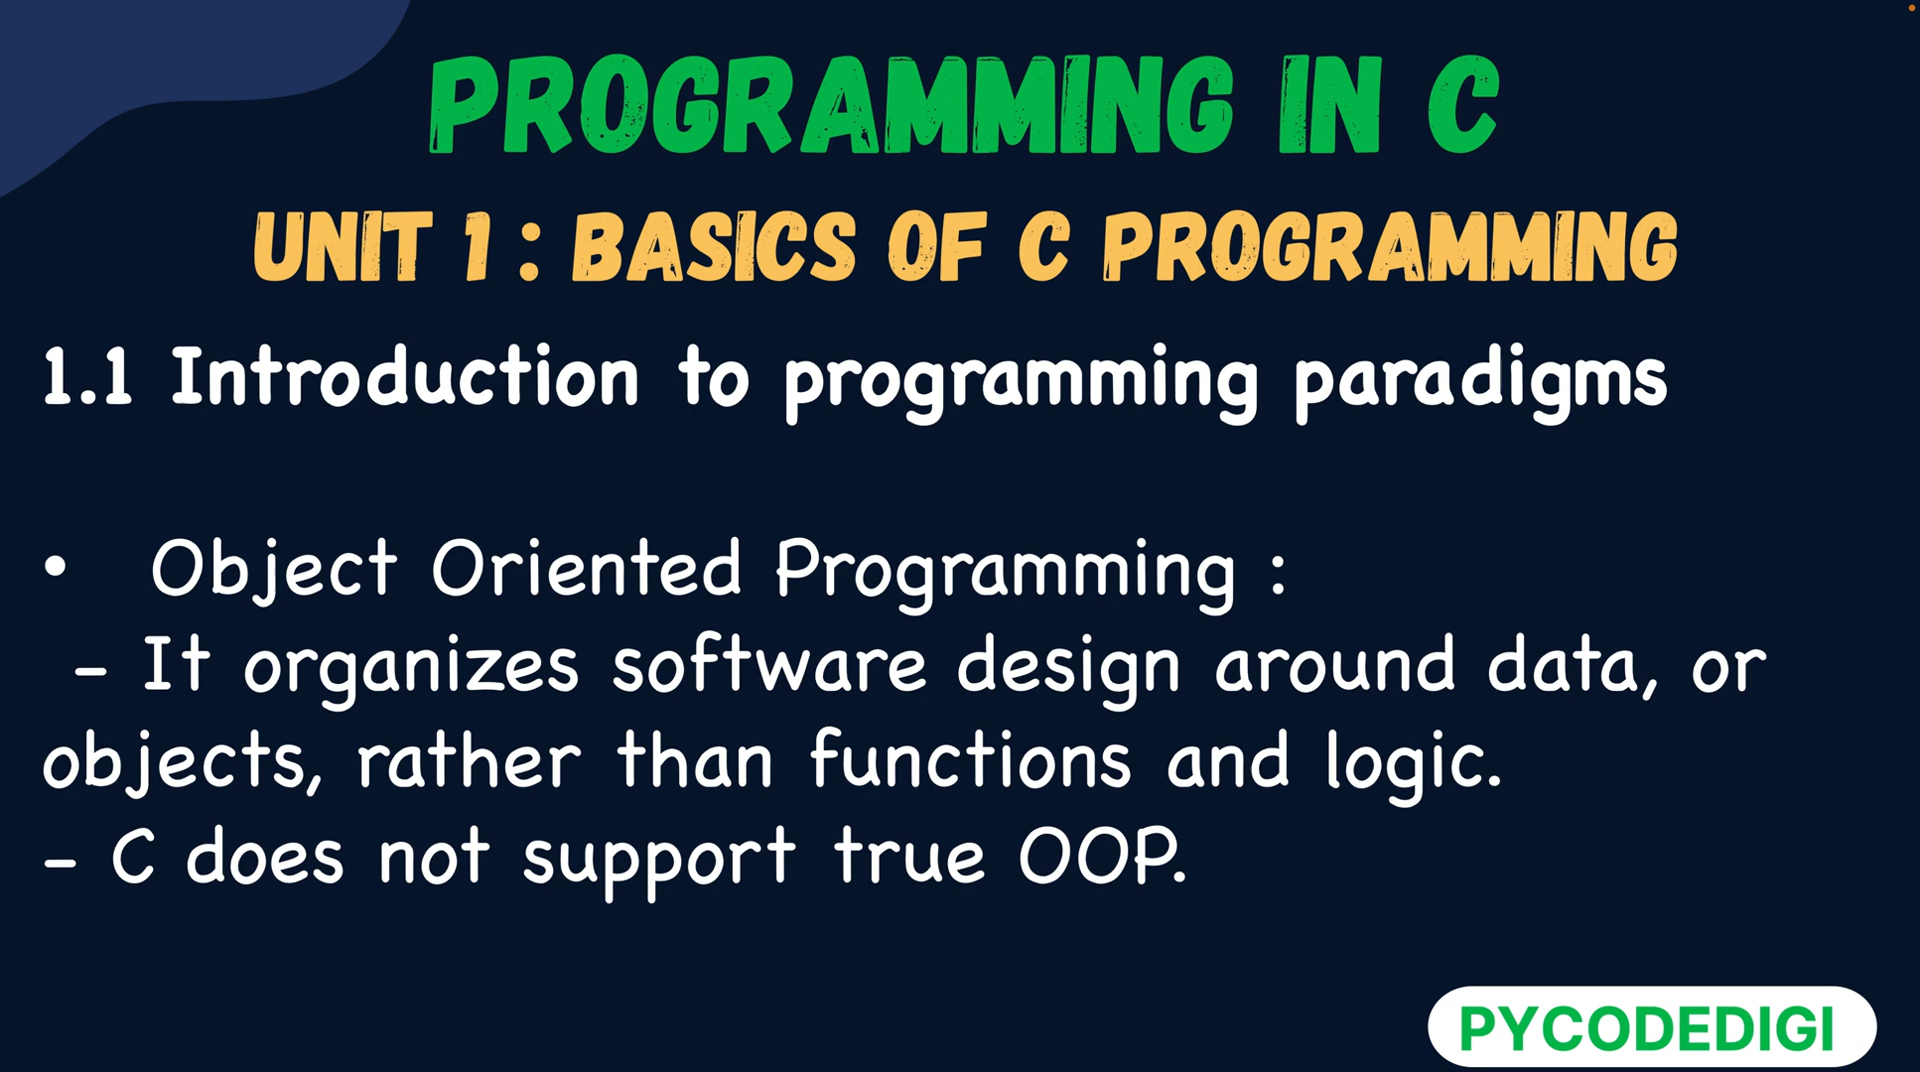 PROGRAMMING IN C
UNIT 1 : BASICS OF C PROGRAMMING
1.1 Introduction to programming paradigms
• Object Oriented Programming :
- It organizes software design around data, or
objects, rather than functions and logic.
- C does not support true OOP.
PYCODEDIGI